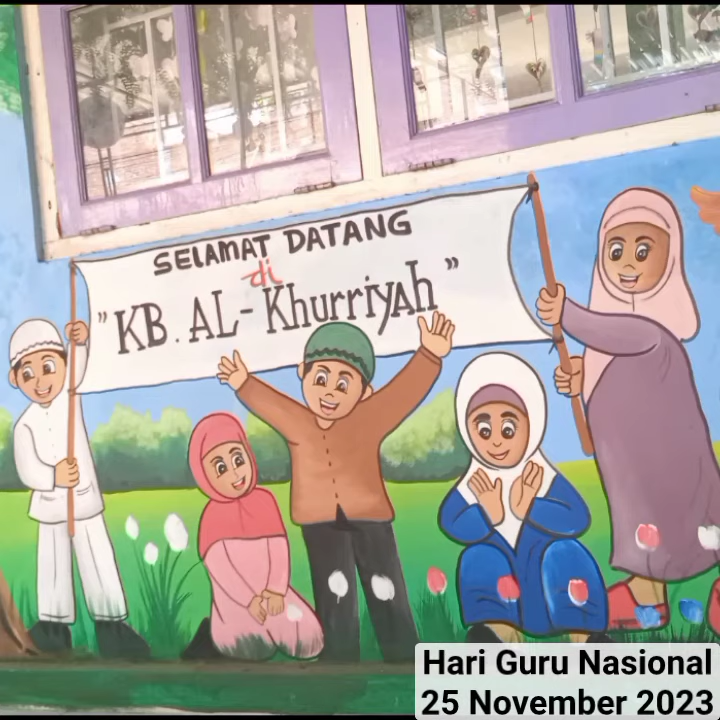 SELAMAT DATANG
di
"KB. AL-Khurriyah"
Hari Guru Nasional
25 November 2023